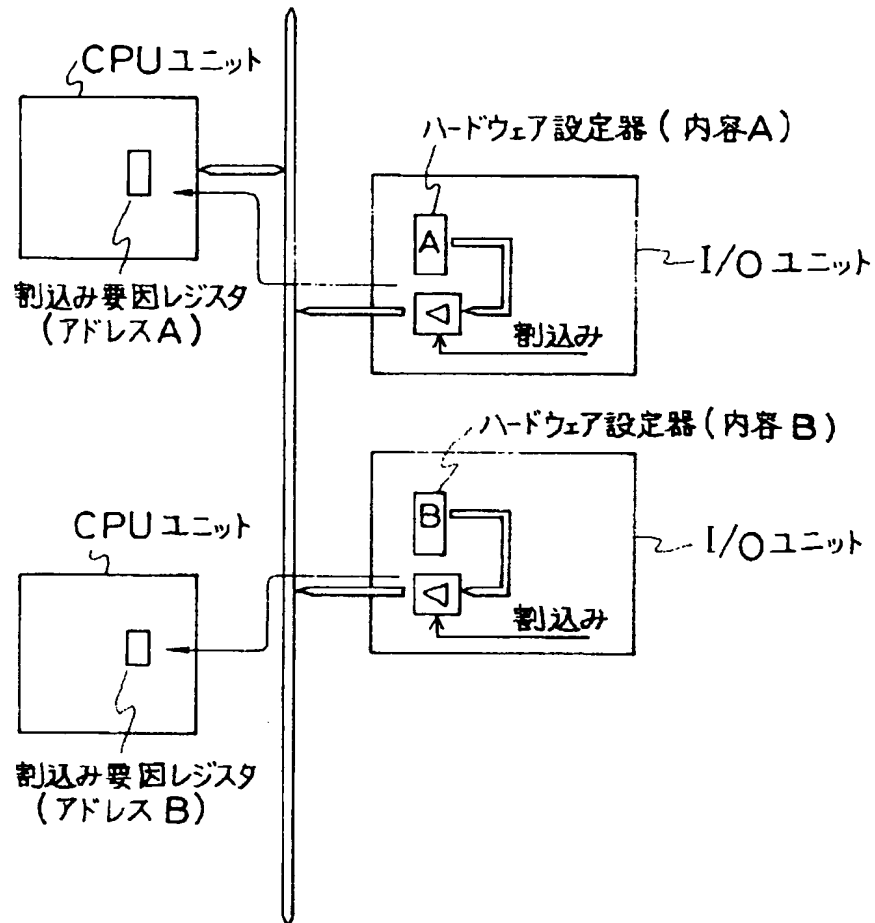 CPUユニット
ハードウェア設定器(内容A)
A
I/Oユニット
割込み要因レジスタ
(アドレスA)
割込み
ハードウェア設定器(内容B)
CPUユニット
B
I/Oユニット
割込み
割込み要因レジスタ
(アドレスB)